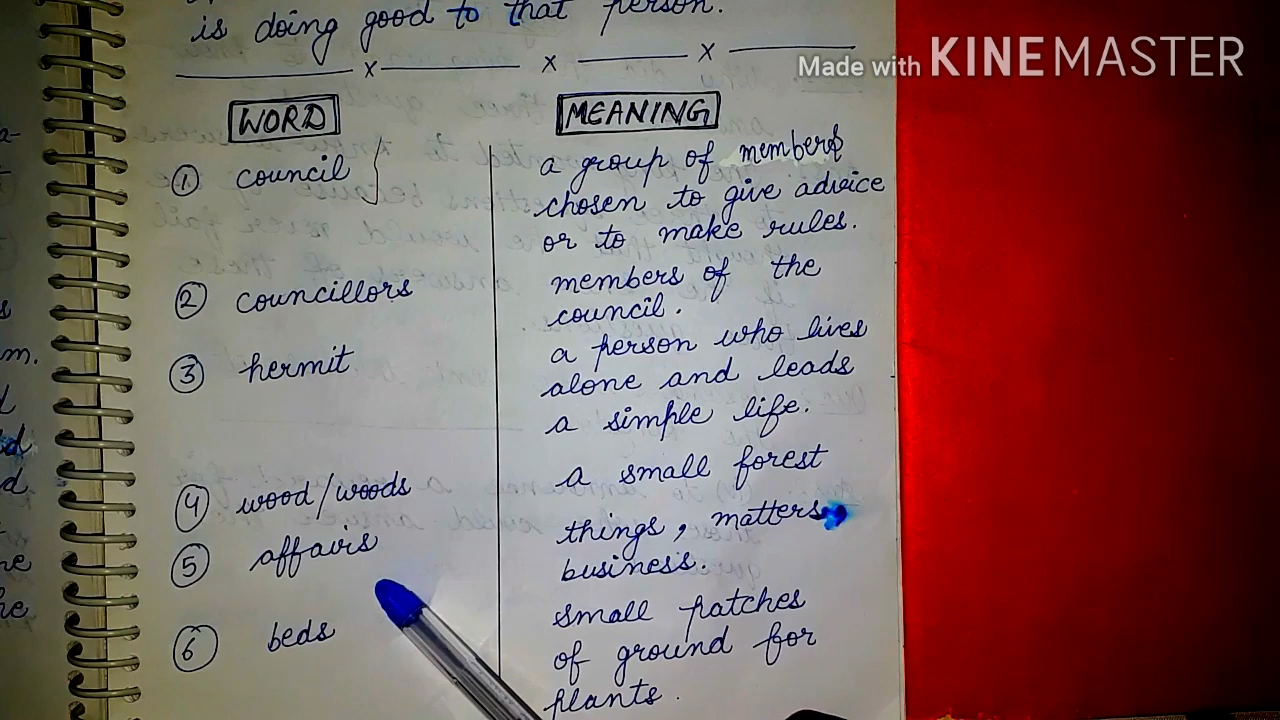 is doing good to that person.
x x x
Made with KINEMASTER
WORD MEANING
① council a group of members
chosen to give advice
or to make rules.
② councillors members of the
council.
③ hermit a person who lives
alone and leads
a simple life.
④ wood/woods a small forest
⑤ affairs things, matters
business.
⑥ beds small patches
of ground for
plants.